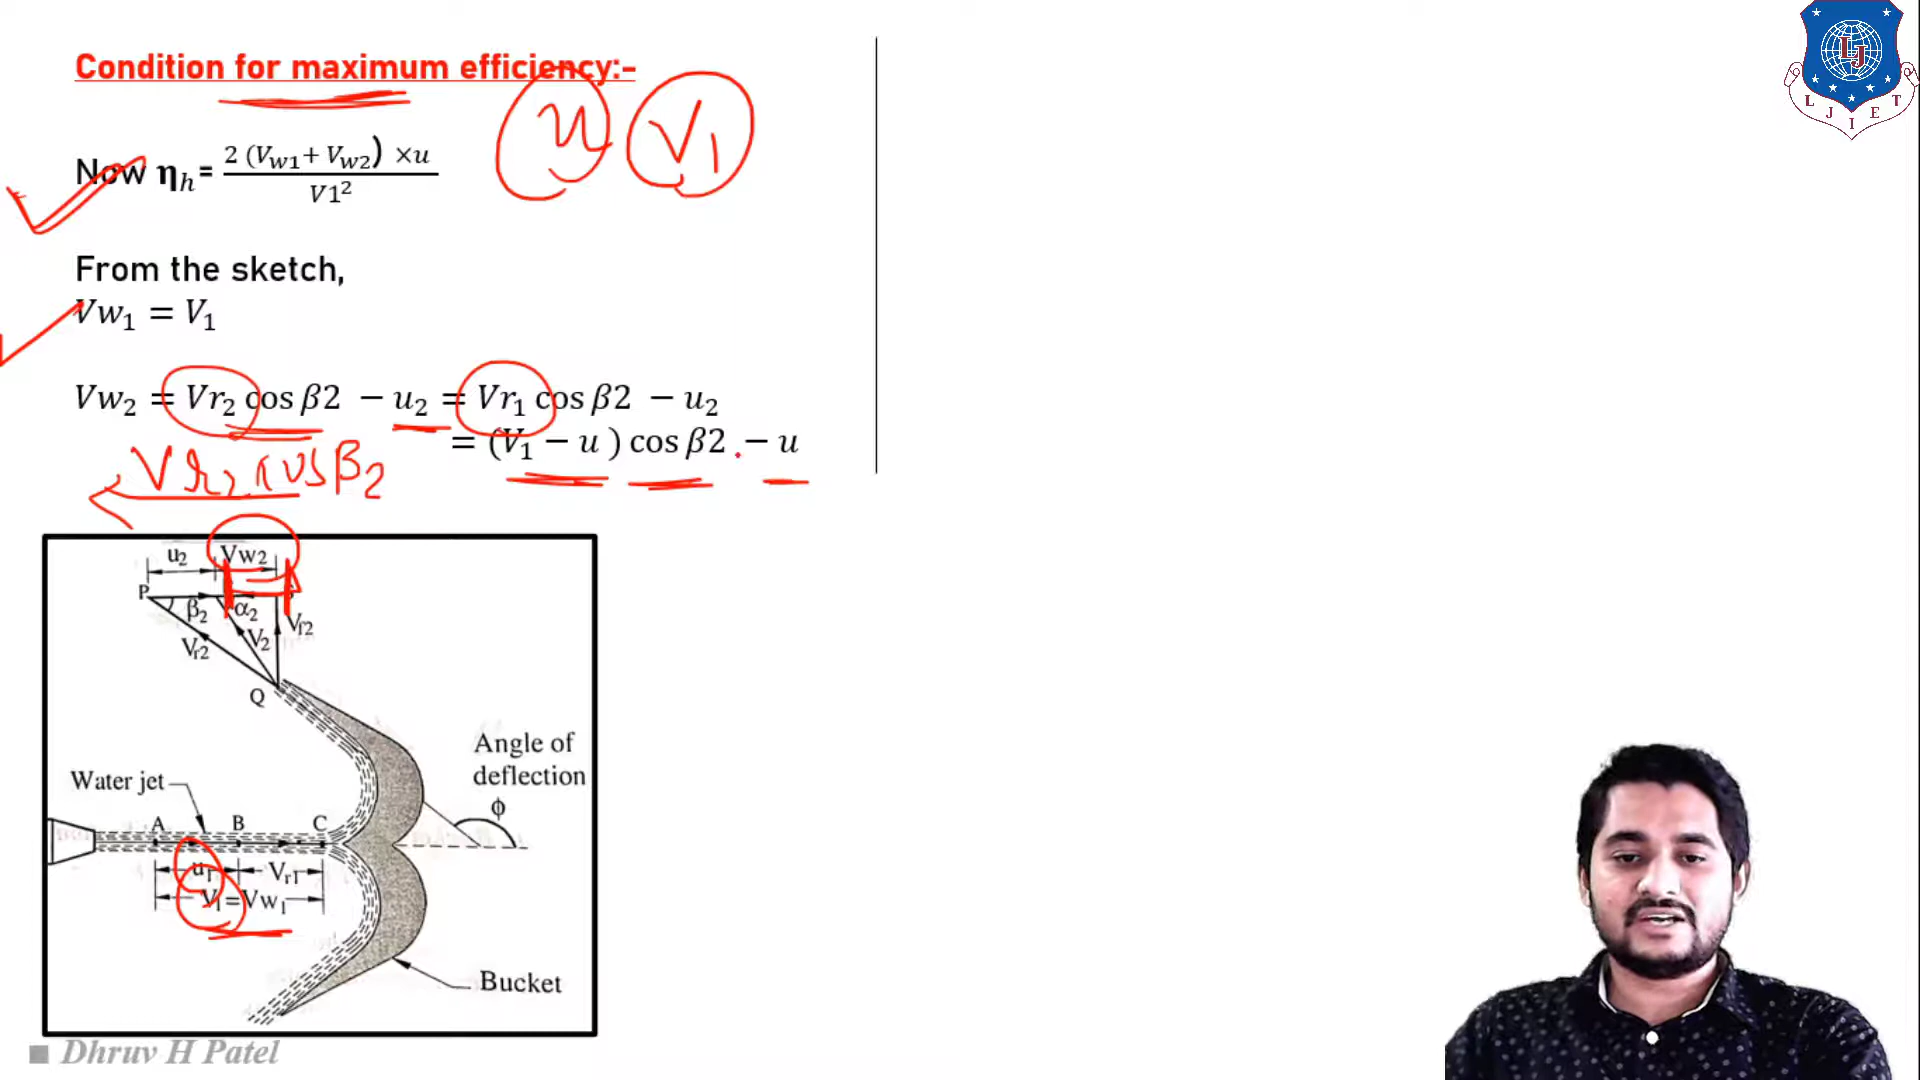 Condition for maximum efficiency:-
u V1
Now ηh = 2 (Vw1 + Vw2) ×u / V1²
From the sketch,
Vw1 = V1
Vw2 = Vr2 cos β2 − u2 = Vr1 cos β2 − u2
= (V1 − u ) cos β2 − u
Vr2 cos β2
u2 Vw2
P
β2 α2
Vf2
V2
Vr2
Q
Angle of
deflection
ϕ
Water jet
A B C
u1 Vr1
V1=Vw1
Bucket
Dhruv H Patel
LJ
L J I E T